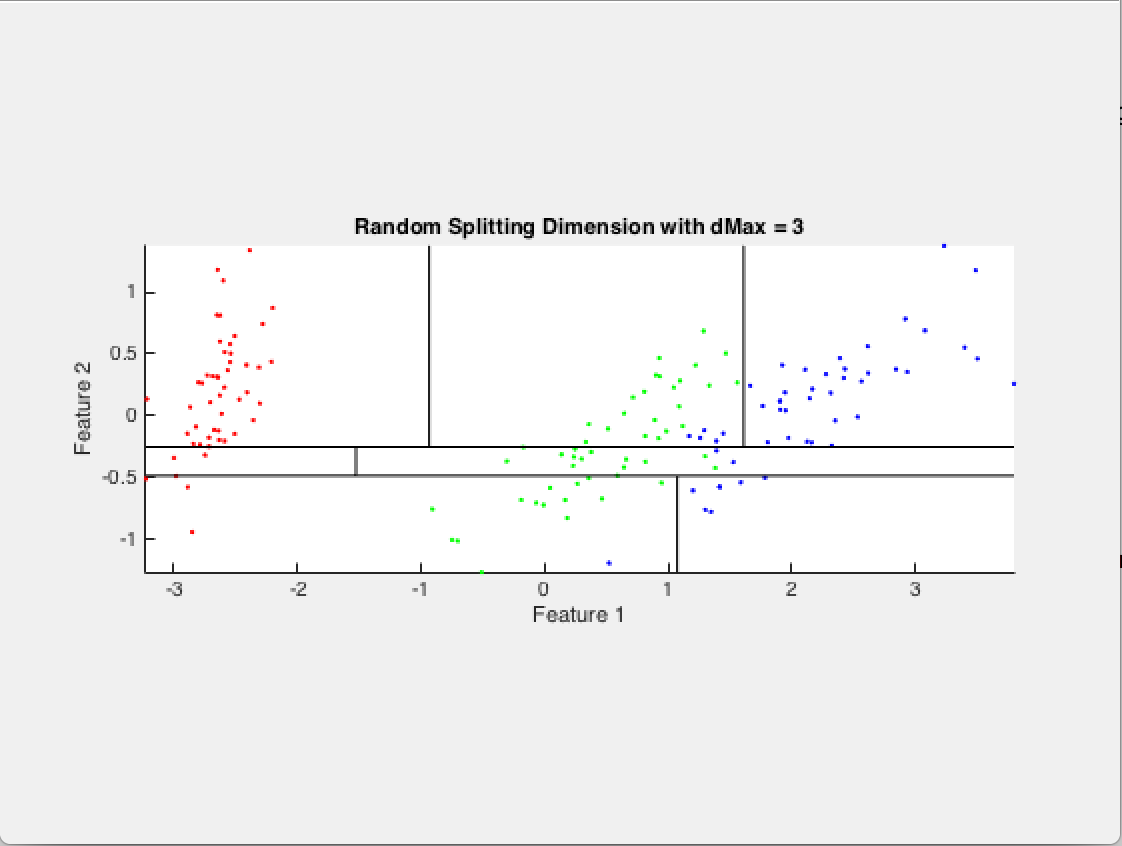 Random Splitting Dimension with dMax = 3
1
0.5
0
-0.5
-1
Feature 2
-3 -2 -1 0 1 2 3
Feature 1